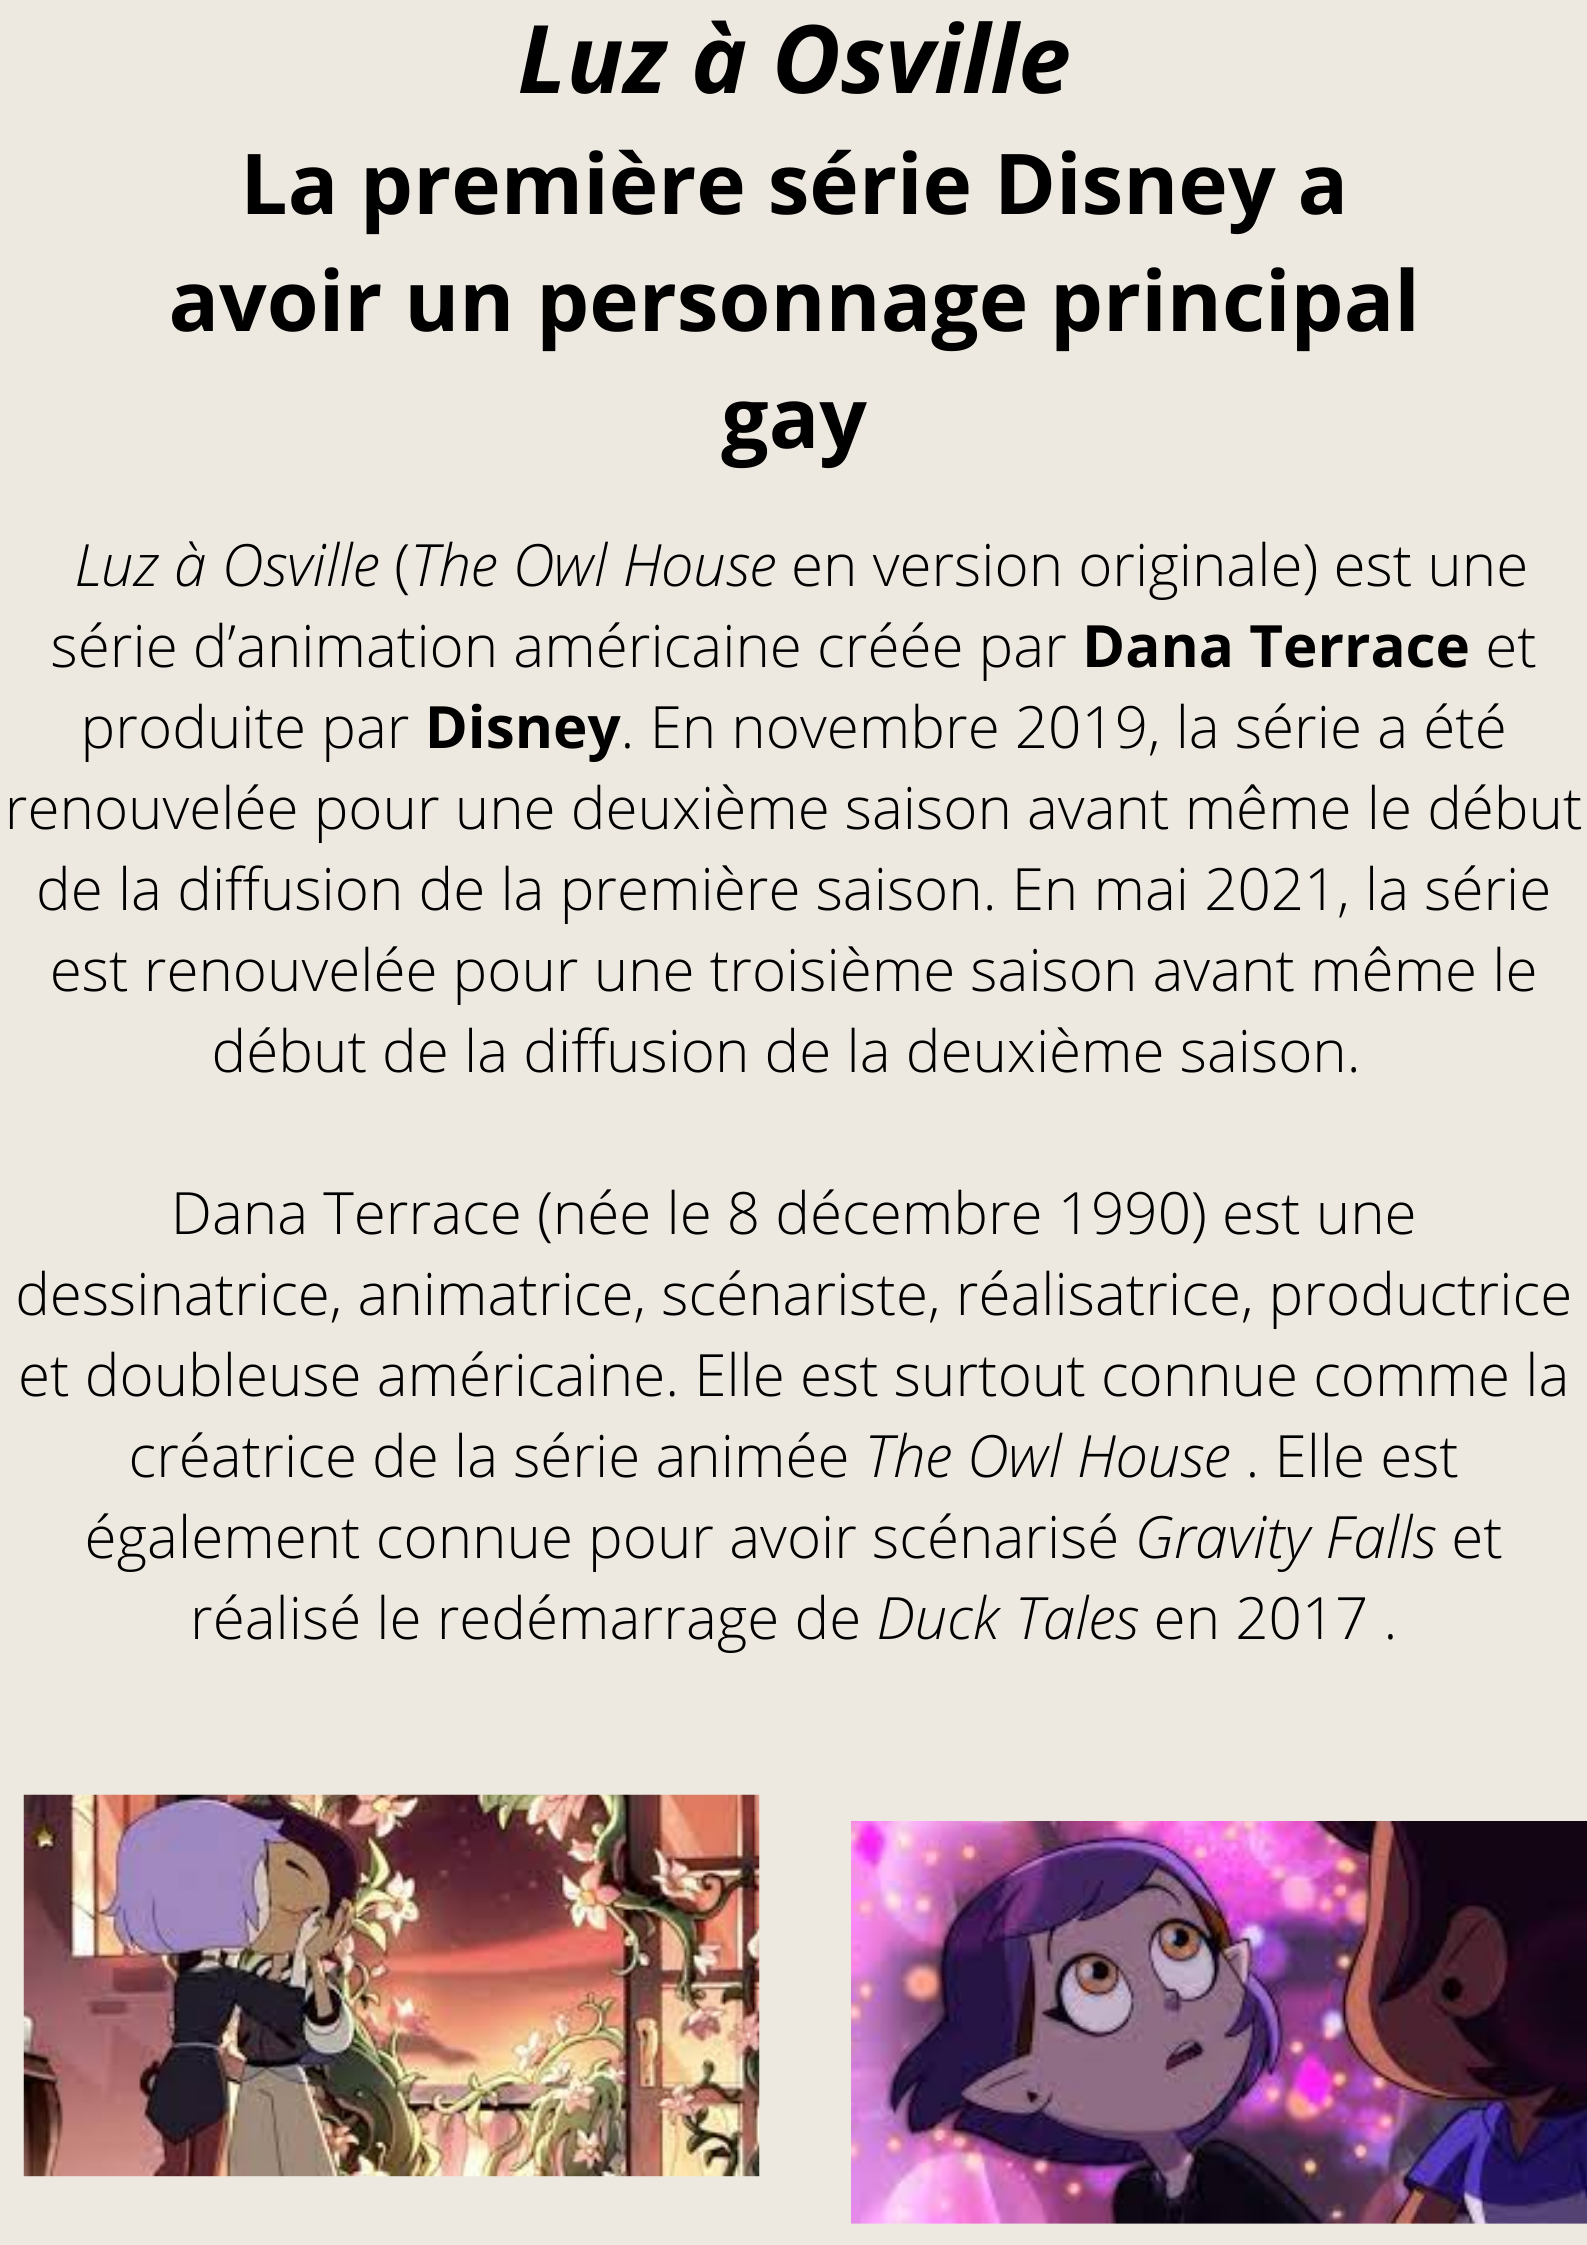 Luz à Osville
La première série Disney a
avoir un personnage principal
gay
Luz à Osville (The Owl House en version originale) est une
série d’animation américaine créée par Dana Terrace et
produite par Disney. En novembre 2019, la série a été
renouvelée pour une deuxième saison avant même le début
de la diffusion de la première saison. En mai 2021, la série
est renouvelée pour une troisième saison avant même le
début de la diffusion de la deuxième saison.
Dana Terrace (née le 8 décembre 1990) est une
dessinatrice, animatrice, scénariste, réalisatrice, productrice
et doubleuse américaine. Elle est surtout connue comme la
créatrice de la série animée The Owl House . Elle est
également connue pour avoir scénarisé Gravity Falls et
réalisé le redémarrage de Duck Tales en 2017 .